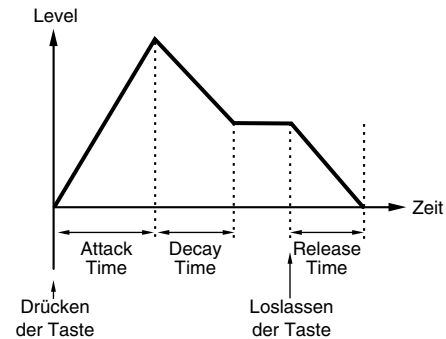 Level
Zeit
Attack
Time
Decay
Time
Release
Time
Drücken
der Taste
Loslassen
der Taste